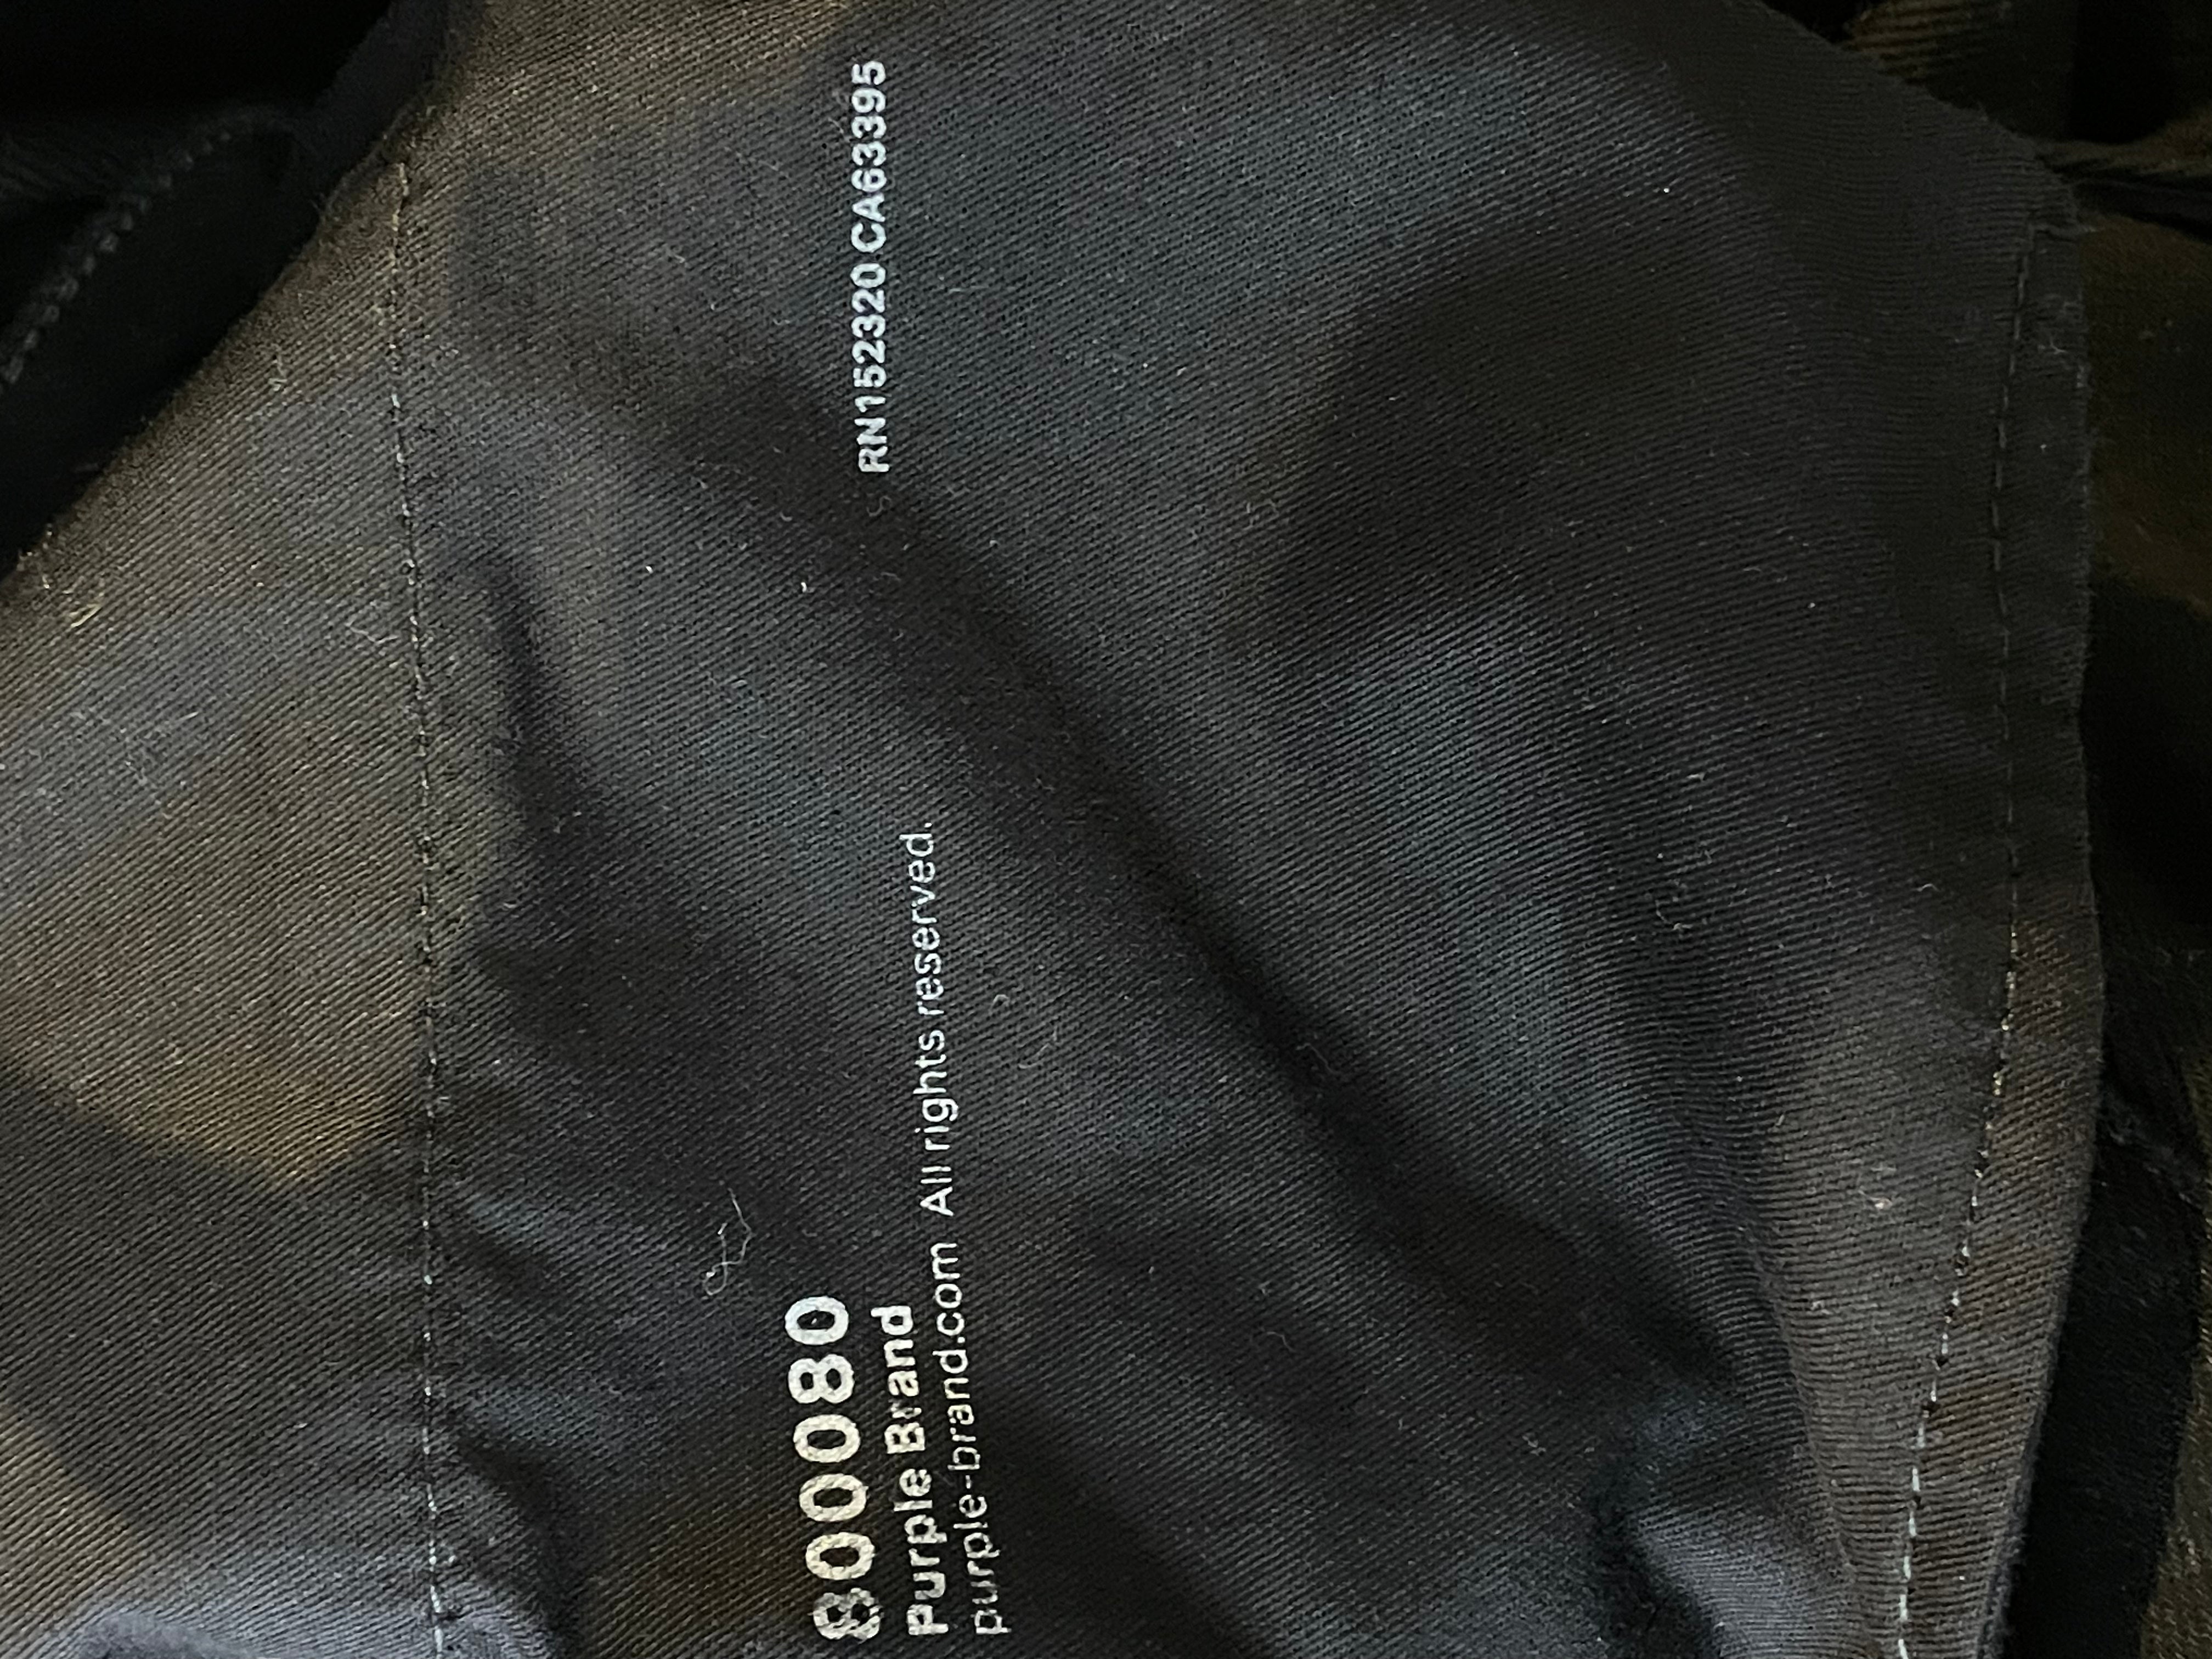 800080
Purple Brand
purple-brand.com All rights reserved.
RN152320 CA63395